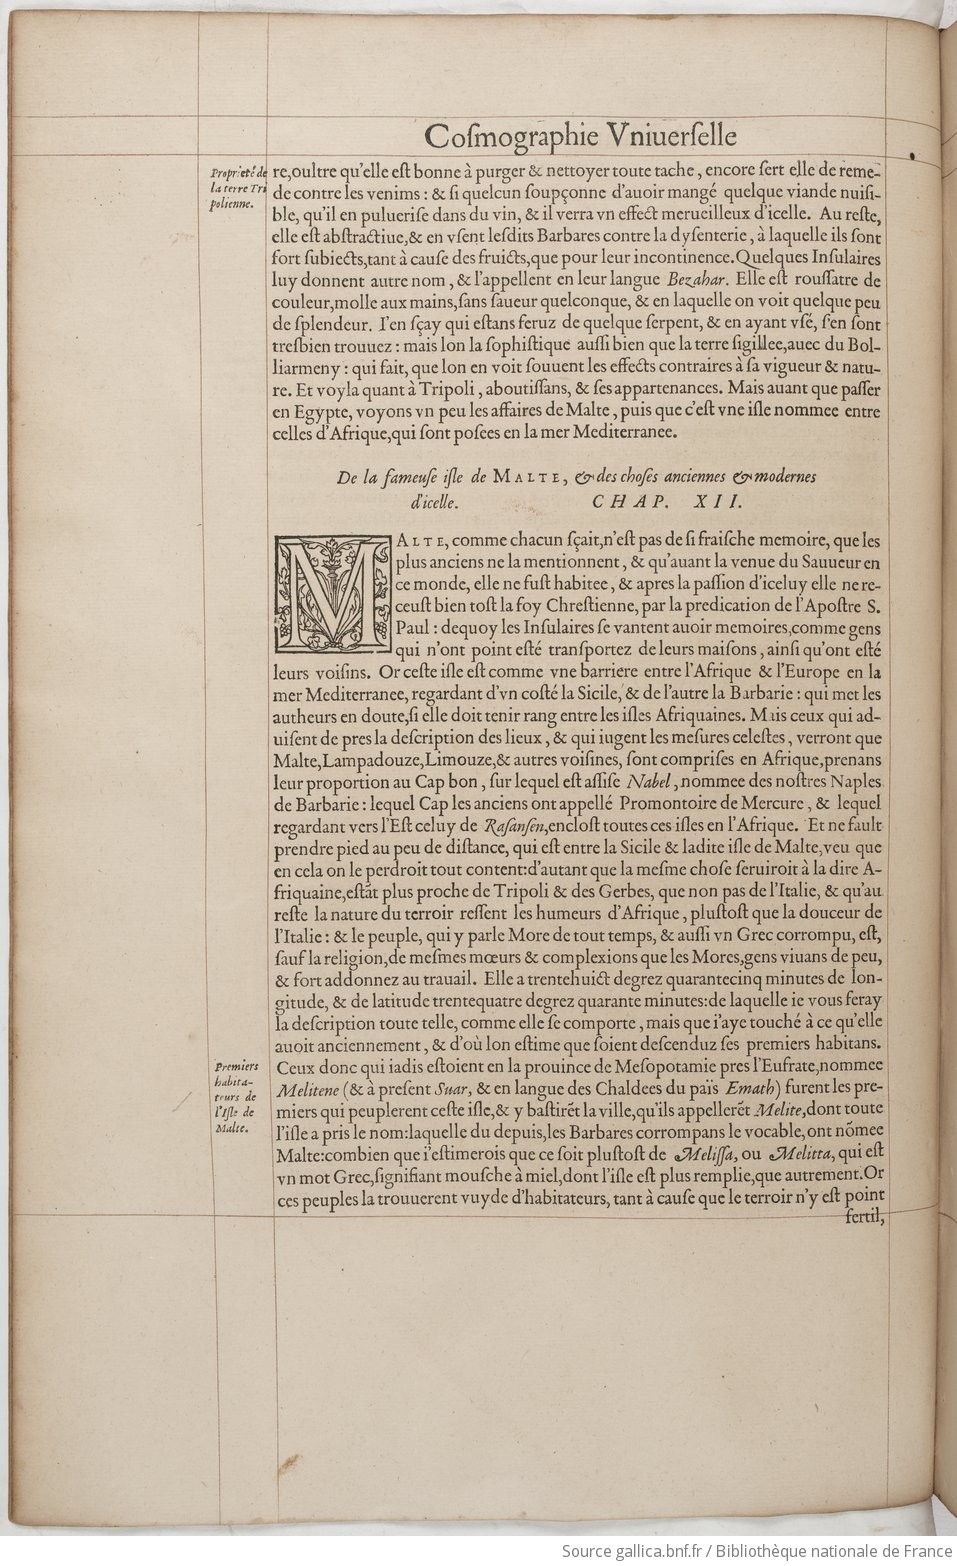 Coſmographie Vniuerſelle
Proprieté de
la terre Tri
polienne.
re,oultre qu'elle eſt bonne à purger & nettoyer toute tache, encore ſert elle de reme-
de contre les venims : & ſi quelcun ſoupçonne d'auoir mangé quelque viande nuiſi-
ble, qu'il en pulueriſe dans du vin, & il verra vn effect merueilleux d'icelle. Au reſte,
elle eſt abſtractiue,& en vſent leſdits Barbares contre la dyſenterie, à laquelle ils ſont
fort ſubiects,tant à cauſe des fruicts,que pour leur incontinence.Quelques Inſulaires
luy donnent autre nom, & l'appellent en leur langue Bezahar. Elle eſt rouſſatre de
couleur,molle aux mains,ſans ſaueur quelconque, & en laquelle on voit quelque peu
de ſplendeur. I'en ſçay qui eſtans feruz de quelque ſerpent, & en ayant vſé, ſ'en ſont
treſbien trouuez : mais lon la ſophiſtique auſſi bien que la terre ſigillee,auec du Bol-
liarmeny : qui fait, que lon en voit ſouuent les effects contraires à ſa vigueur & natu-
re. Et voyla quant à Tripoli, aboutiſſans, & ſes appartenances. Mais auant que paſſer
en Egypte, voyons vn peu les affaires de Malte, puis que c'eſt vne iſle nommee entre
celles d'Afrique,qui ſont poſees en la mer Mediterranee.
De la fameuſe iſle de MALTE, & des choſes anciennes & modernes
d'icelle. CHAP. XII.
MALTE, comme chacun ſçait,n'eſt pas de ſi fraiſche memoire, que les
plus anciens ne la mentionnent, & qu'auant la venue du Sauueur en
ce monde, elle ne fuſt habitee, & apres la paſſion d'iceluy elle ne re-
ceuſt bien toſt la foy Chreſtienne, par la predication de l'Apoſtre S.
Paul : dequoy les Inſulaires ſe vantent auoir memoires,comme gens
qui n'ont point eſté tranſportez de leurs maiſons, ainſi qu'ont eſté
leurs voiſins. Or ceſte iſle eſt comme vne barriere entre l'Afrique & l'Europe en la
mer Mediterranee, regardant d'vn coſté la Sicile, & de l'autre la Barbarie : qui met les
autheurs en doute,ſi elle doit tenir rang entre les iſles Afriquaines. Mais ceux qui ad-
uiſent de pres la deſcription des lieux, & qui iugent les meſures celeſtes, verront que
Malte,Lampadouze,Limouze,& autres voiſines, ſont compriſes en Afrique,prenans
leur proportion au Cap bon, ſur lequel eſt aſſiſe Nabel, nommee des noſtres Naples
de Barbarie : lequel Cap les anciens ont appellé Promontoire de Mercure, & lequel
regardant vers l'Eſt celuy de Raſanſen,encloſt toutes ces iſles en l'Afrique. Et ne fault
prendre pied au peu de diſtance, qui eſt entre la Sicile & ladite iſle de Malte,veu que
en cela on le perdroit tout content:d'autant que la meſme choſe ſeruiroit à la dire A-
friquaine,eſtāt plus proche de Tripoli & des Gerbes, que non pas de l'Italie, & qu'au
reſte la nature du terroir reſſent les humeurs d'Afrique, pluſtoſt que la douceur de
l'Italie : & le peuple, qui y parle More de tout temps, & auſſi vn Grec corrompu, eſt,
ſauf la religion,de meſmes mœurs & complexions que les Mores,gens viuans de peu,
& fort addonnez au trauail. Elle a trentehuict degrez quarantecinq minutes de lon-
gitude, & de latitude trentequatre degrez quarante minutes:de laquelle ie vous feray
la deſcription toute telle, comme elle ſe comporte, mais que i'aye touché à ce qu'elle
auoit anciennement, & d'où lon eſtime que ſoient deſcenduz ſes premiers habitans.
Premiers
habita-
teurs de
l'Iſle de
Malte.
Ceux donc qui iadis eſtoient en la prouince de Meſopotamie pres l'Eufrate,nommee
Melitene (& à preſent Suar, & en langue des Chaldees du païs Emath) furent les pre-
miers qui peuplerent ceſte iſle,& y baſtirēt la ville,qu'ils appellerēt Melite,dont toute
l'iſle a pris le nom:laquelle du depuis,les Barbares corrompans le vocable,ont nōmee
Malte:combien que i'eſtimerois que ce ſoit pluſtoſt de Meliſſa, ou Melitta, qui eſt
vn mot Grec,ſignifiant mouſche à miel,dont l'iſle eſt plus remplie,que autrement.Or
ces peuples la trouuerent vuyde d'habitateurs, tant à cauſe que le terroir n'y eſt point
fertil,
Source gallica.bnf.fr / Bibliothèque nationale de France